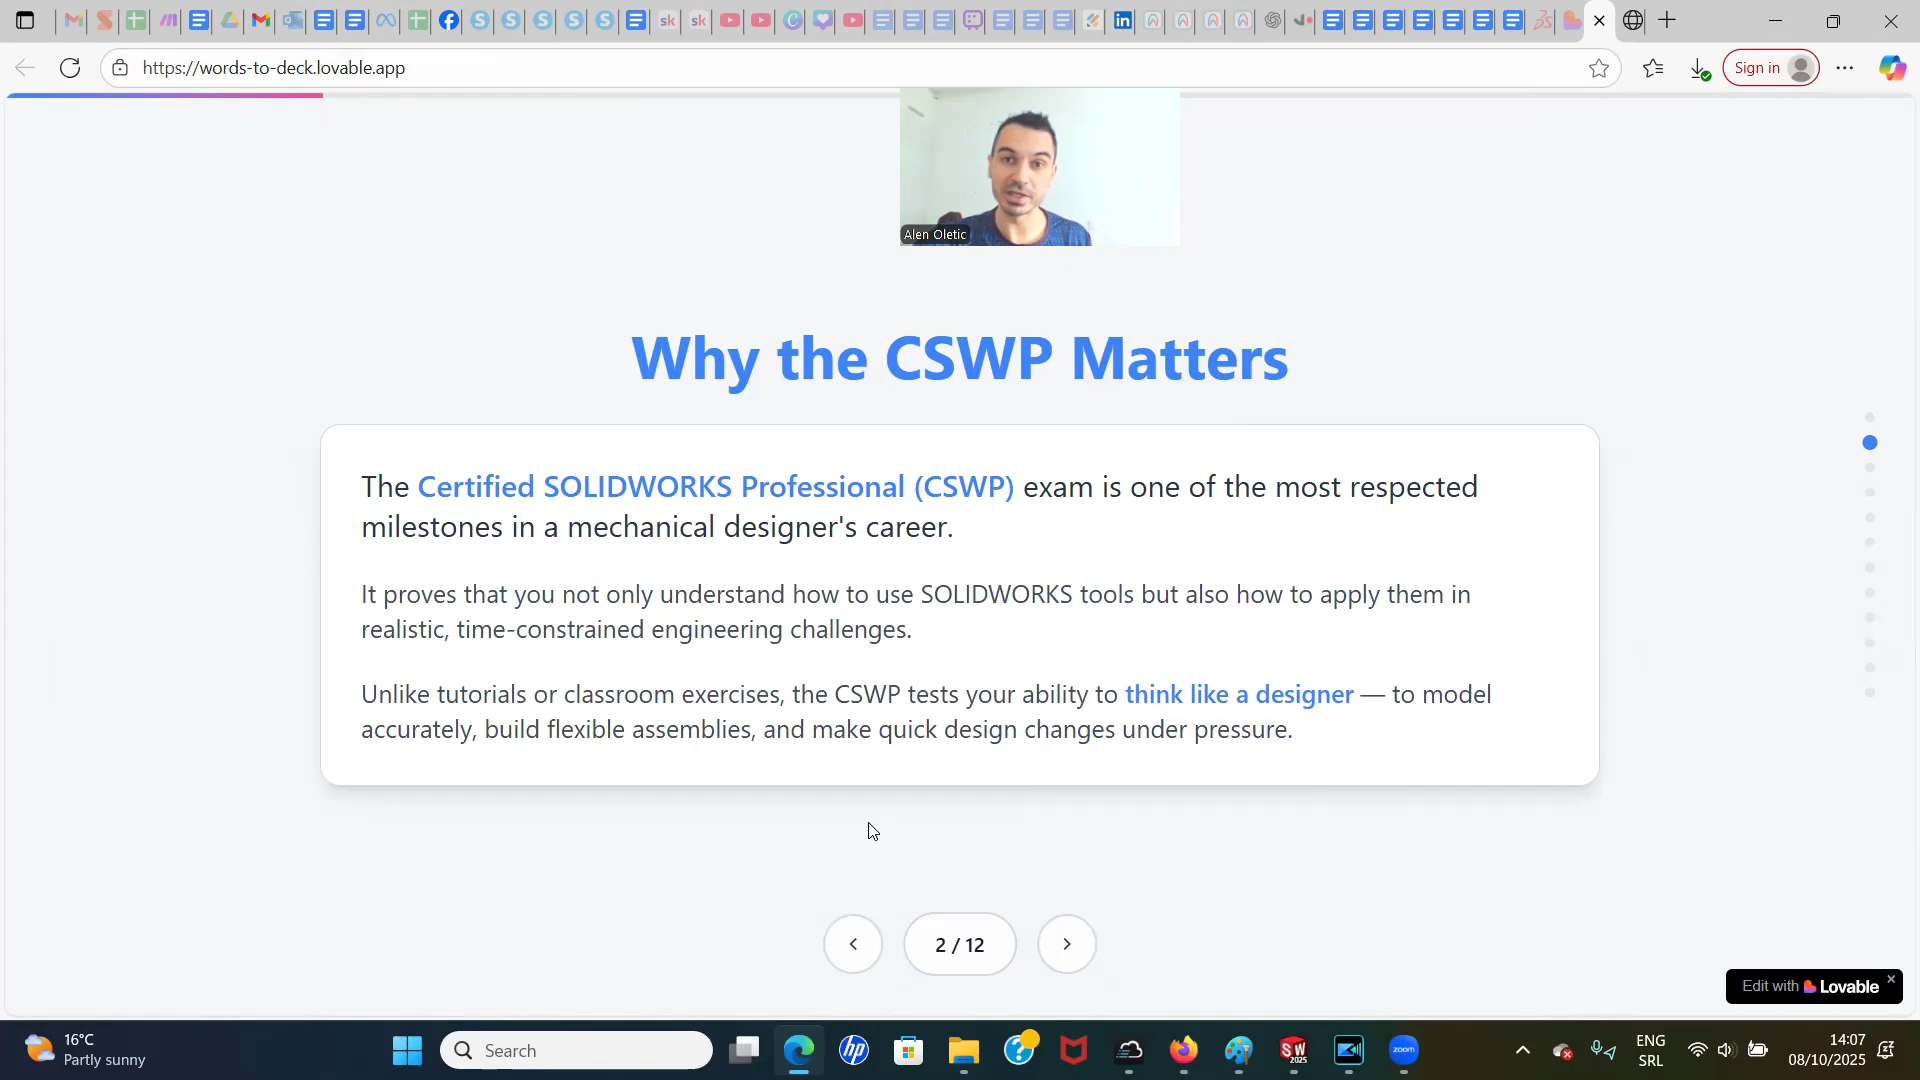 https://words-to-deck.lovable.app
Sign in
Alen Oletic
Why the CSWP Matters
The Certified SOLIDWORKS Professional (CSWP) exam is one of the most respected
milestones in a mechanical designer's career.
It proves that you not only understand how to use SOLIDWORKS tools but also how to apply them in
realistic, time-constrained engineering challenges.
Unlike tutorials or classroom exercises, the CSWP tests your ability to think like a designer — to model
accurately, build flexible assemblies, and make quick design changes under pressure.
2 / 12
Edit with Lovable
16°C
Partly sunny
Search
hp
SW
2025
zoom
ENG
SRL
14:07
08/10/2025